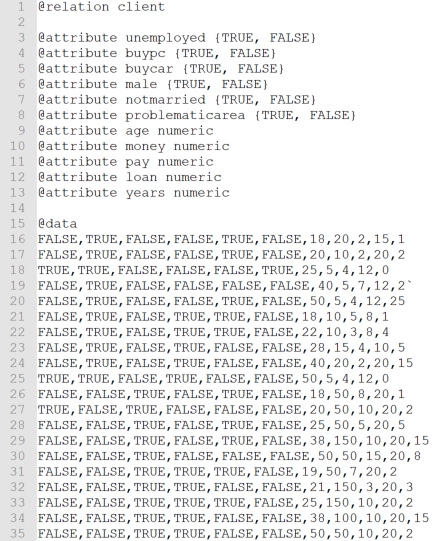 1 @relation client
2
3 @attribute unemployed {TRUE, FALSE}
4 @attribute buypc {TRUE, FALSE}
5 @attribute buycar {TRUE, FALSE}
6 @attribute male {TRUE, FALSE}
7 @attribute notmarried {TRUE, FALSE}
8 @attribute problematicarea {TRUE, FALSE}
9 @attribute age numeric
10 @attribute money numeric
11 @attribute pay numeric
12 @attribute loan numeric
13 @attribute years numeric
14
15 @data
16 FALSE,TRUE,FALSE,FALSE,TRUE,FALSE,18,20,2,15,1
17 FALSE,TRUE,FALSE,FALSE,TRUE,FALSE,20,10,2,20,2
18 TRUE,TRUE,FALSE,FALSE,FALSE,TRUE,25,5,4,12,0
19 FALSE,TRUE,FALSE,FALSE,FALSE,FALSE,40,5,7,12,2`
20 FALSE,TRUE,FALSE,FALSE,TRUE,FALSE,50,5,4,12,25
21 FALSE,TRUE,FALSE,TRUE,TRUE,FALSE,18,10,5,8,1
22 FALSE,TRUE,FALSE,TRUE,TRUE,FALSE,22,10,3,8,4
23 FALSE,TRUE,FALSE,TRUE,FALSE,FALSE,28,15,4,10,5
24 FALSE,TRUE,FALSE,TRUE,FALSE,FALSE,40,20,2,20,15
25 TRUE,TRUE,FALSE,TRUE,FALSE,FALSE,50,5,4,12,0
26 FALSE,FALSE,TRUE,FALSE,TRUE,FALSE,18,50,8,20,1
27 TRUE,FALSE,TRUE,FALSE,FALSE,FALSE,20,50,10,20,2
28 FALSE,FALSE,TRUE,FALSE,TRUE,FALSE,25,50,5,20,5
29 FALSE,FALSE,TRUE,FALSE,TRUE,FALSE,38,150,10,20,15
30 FALSE,FALSE,TRUE,FALSE,FALSE,FALSE,50,50,15,20,8
31 FALSE,FALSE,TRUE,TRUE,TRUE,FALSE,19,50,7,20,2
32 FALSE,FALSE,TRUE,TRUE,FALSE,FALSE,21,150,3,20,3
33 FALSE,FALSE,TRUE,TRUE,TRUE,FALSE,25,150,10,20,2
34 FALSE,FALSE,TRUE,TRUE,FALSE,FALSE,38,100,10,20,15
35 FALSE,FALSE,TRUE,TRUE,FALSE,FALSE,50,50,10,20,2